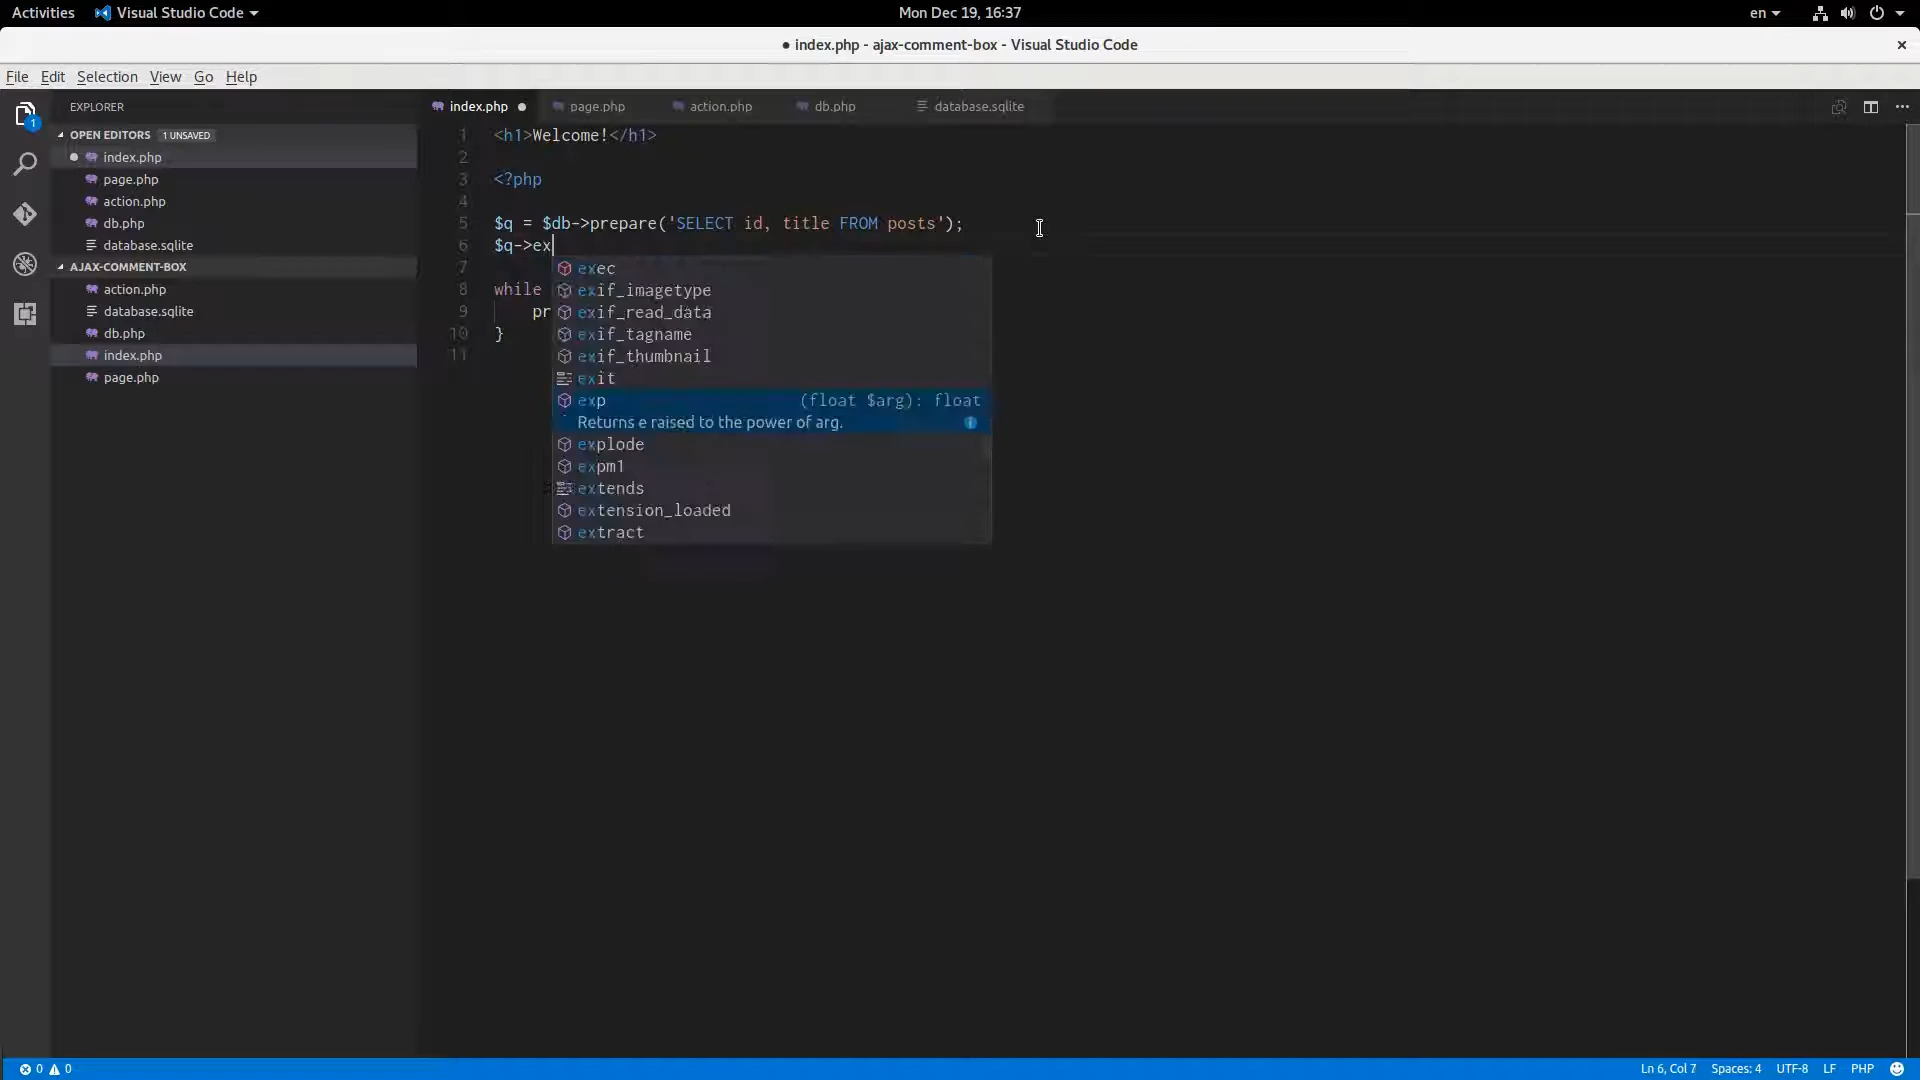 Activities Visual Studio Code Mon Dec 19, 16:37 en
● index.php - ajax-comment-box - Visual Studio Code ×
File Edit Selection View Go Help
EXPLORER
index.php page.php action.php db.php database.sqlite
OPEN EDITORS 1 UNSAVED
index.php
page.php
action.php
db.php
database.sqlite
AJAX-COMMENT-BOX
action.php
database.sqlite
db.php
index.php
page.php
1
1 <h1>Welcome!</h1>
2
3 <?php
4
5 $q = $db->prepare('SELECT id, title FROM posts');
6 $q->ex
7
8 while
9 pr
10 }
11
exec
exif_imagetype
exif_read_data
exif_tagname
exif_thumbnail
exit
exp (float $arg): float
Returns e raised to the power of arg.
explode
expm1
extends
extension_loaded
extract
0 0 Ln 6, Col 7 Spaces: 4 UTF-8 LF PHP